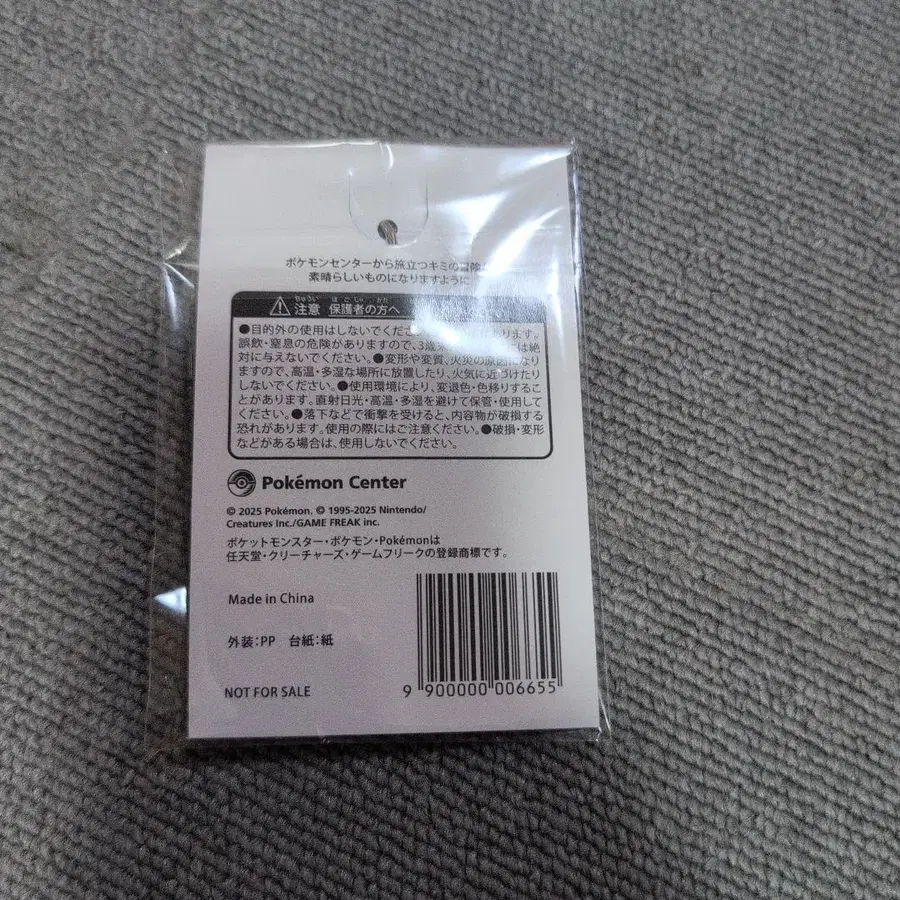 ポケモンセンターから旅立つキミの冒険
素晴らしいものになりますように
ちゅうい ほごしゃ かた
注意 保護者の方へ
●目的外の使用はしないでくだ ります。
誤飲・窒息の危険がありますので、3歳 は絶
対に与えないでください。●変形や変質、火災の原因になり
ますので、高温・多湿な場所に放置したり、火気に近づけたり
しないでください。●使用環境により、変退色・色移りするこ
とがあります。直射日光・高温・多湿を避けて保管・使用して
ください。●落下などで衝撃を受けると、内容物が破損する
恐れがあります。使用の際にはご注意ください。●破損・変形
などがある場合は、使用しないでください。
Pokémon Center
© 2025 Pokémon. © 1995-2025 Nintendo/
Creatures Inc./GAME FREAK inc.
ポケットモンスター・ポケモン・Pokémonは
任天堂・クリーチャーズ・ゲームフリークの登録商標です。
Made in China
外装:PP 台紙:紙
NOT FOR SALE
9 900000 006655